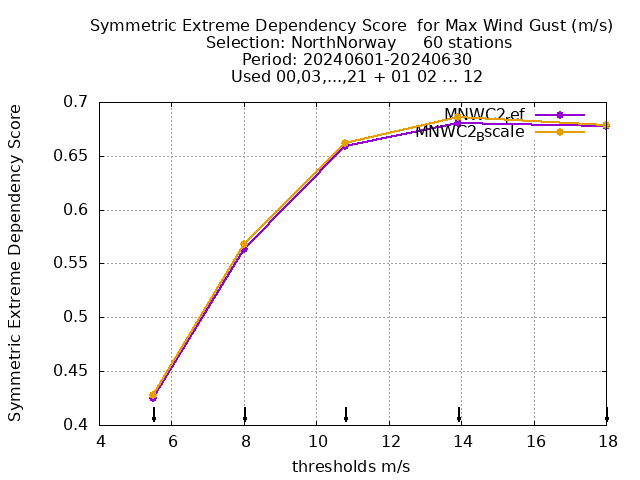 Symmetric Extreme Dependency Score for Max Wind Gust (m/s)
Selection: NorthNorway 60 stations
Period: 20240601-20240630
Used 00,03,...,21 + 01 02 ... 12
Symmetric Extreme Dependency Score
0.7
0.65
0.6
0.55
0.5
0.45
0.4
4 6 8 10 12 14 16 18
thresholds m/s
MNWC2_Bscale